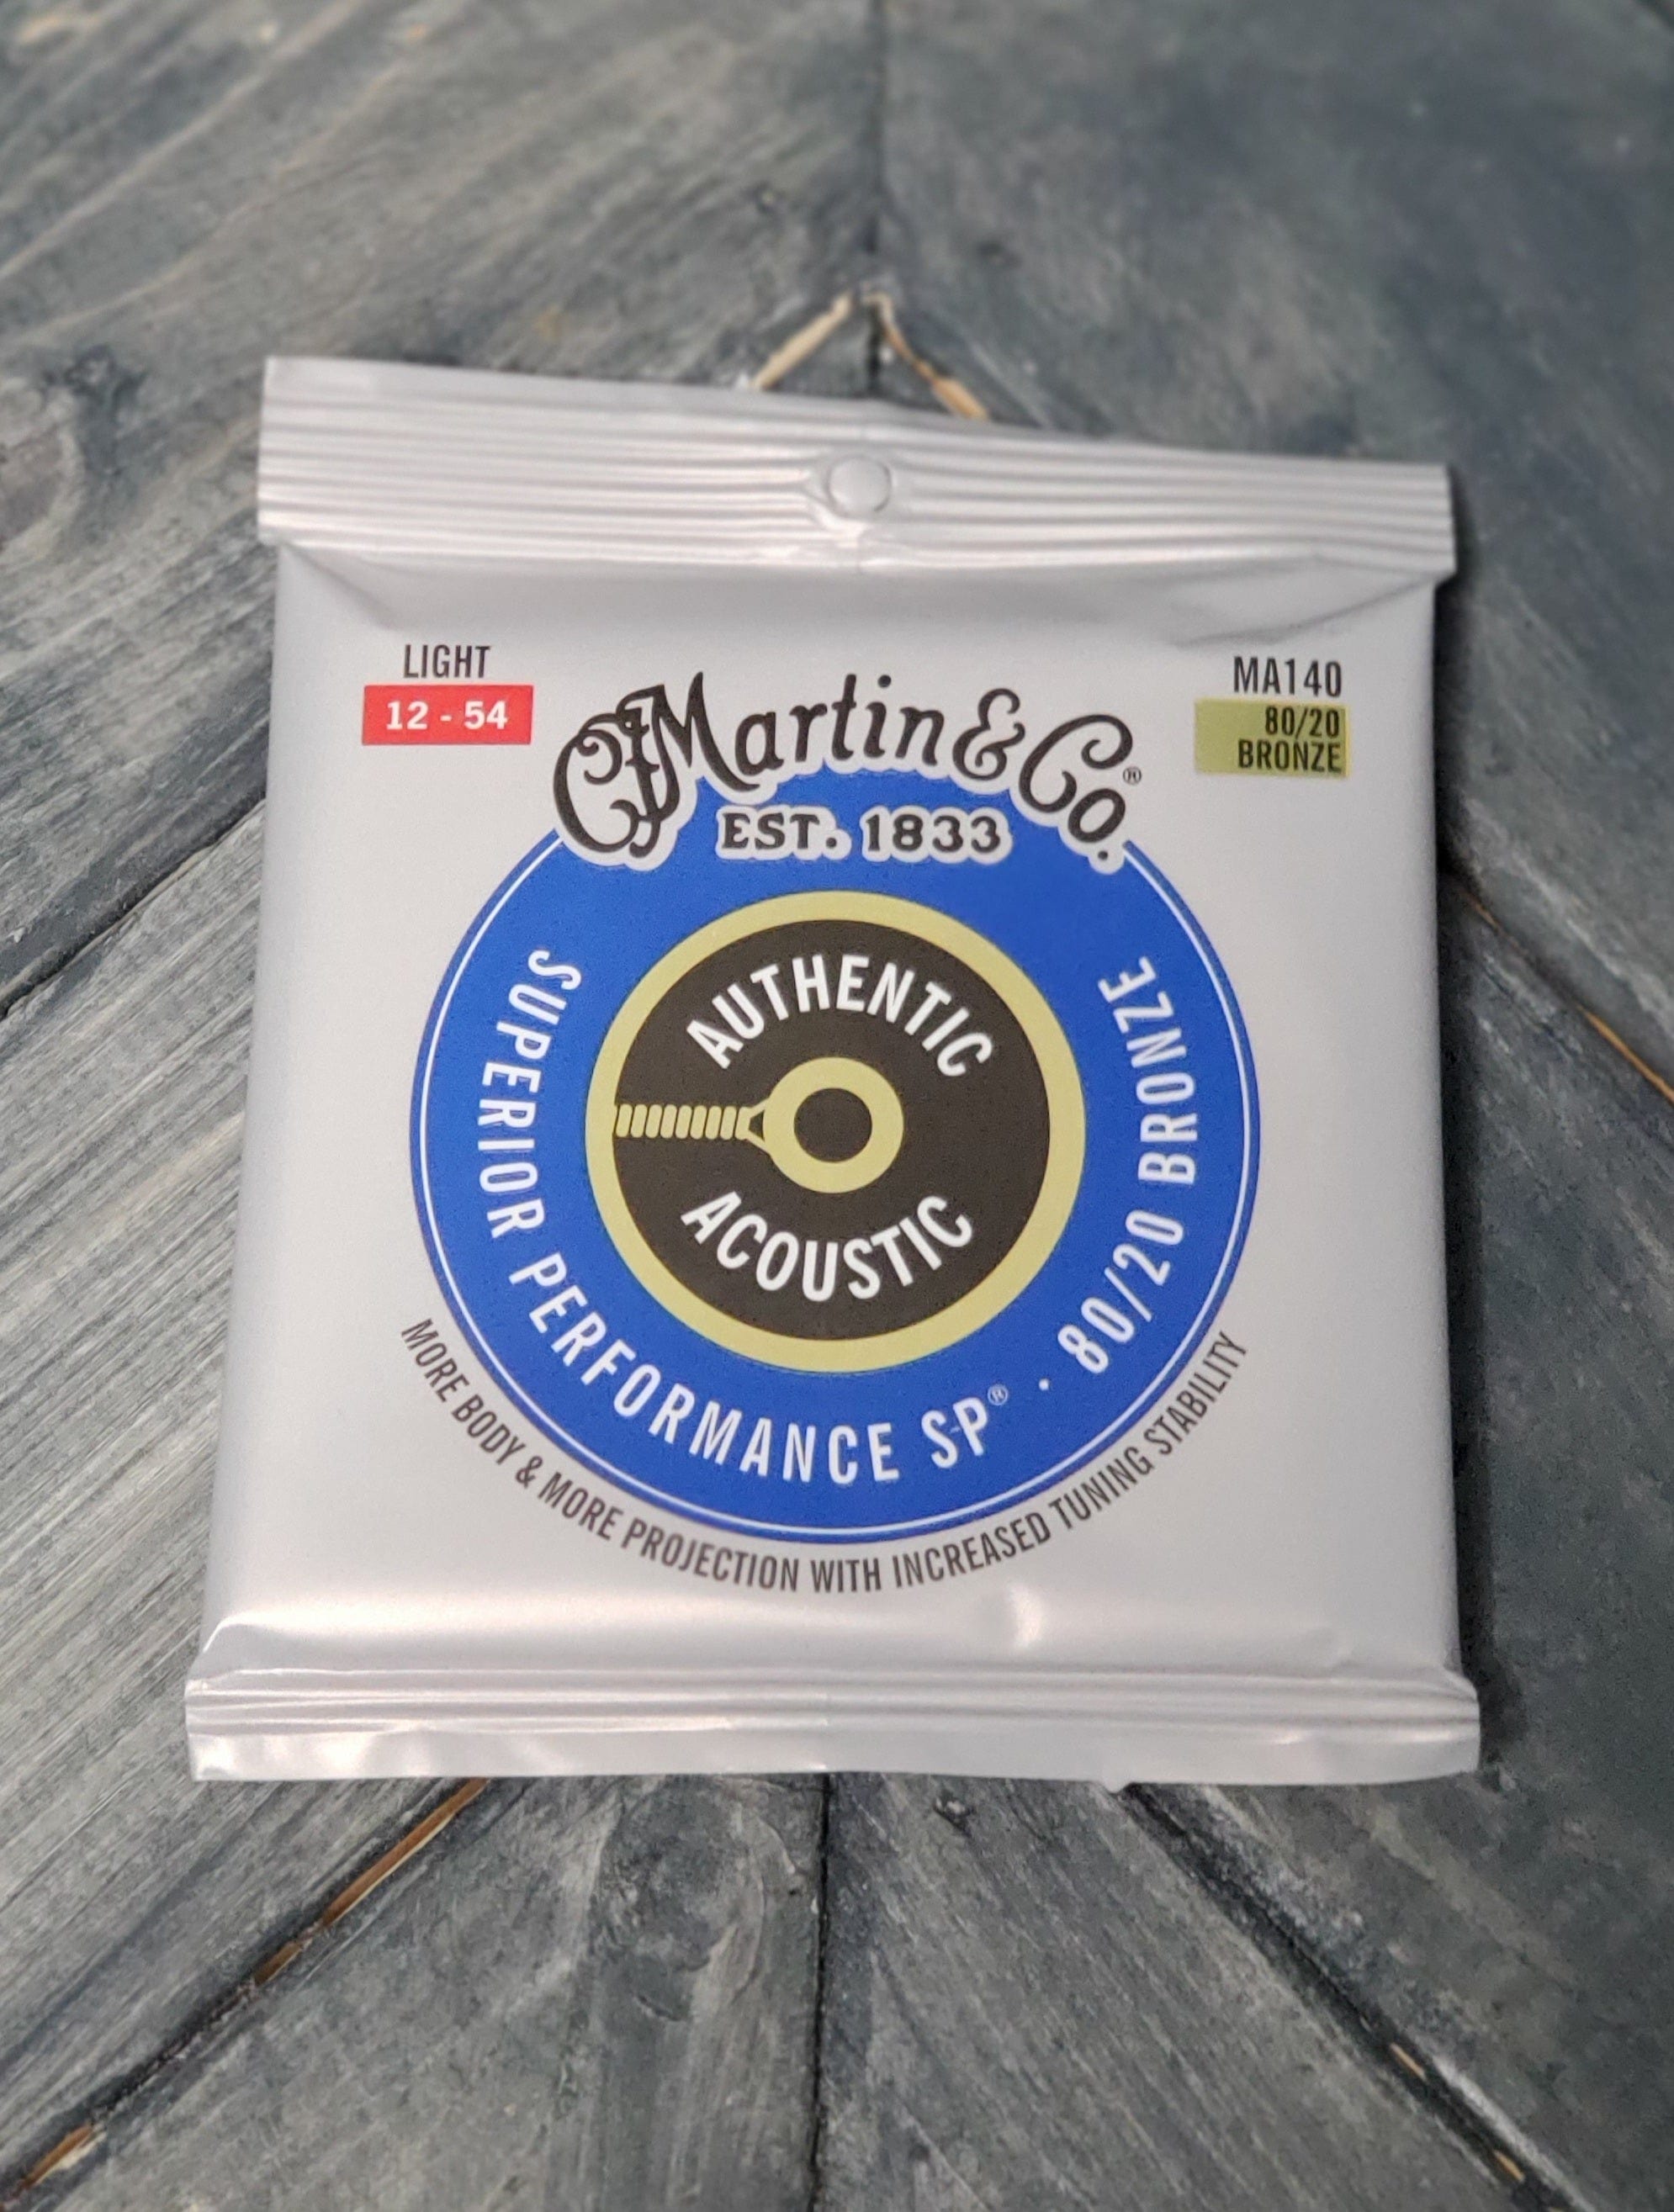 LIGHT
12 - 54
MA140
80/20
BRONZE
CFMartin & Co.®
EST. 1833
AUTHENTIC
ACOUSTIC
SUPERIOR PERFORMANCE SP® · 80/20 BRONZE
MORE BODY & MORE PROJECTION WITH INCREASED TUNING STABILITY